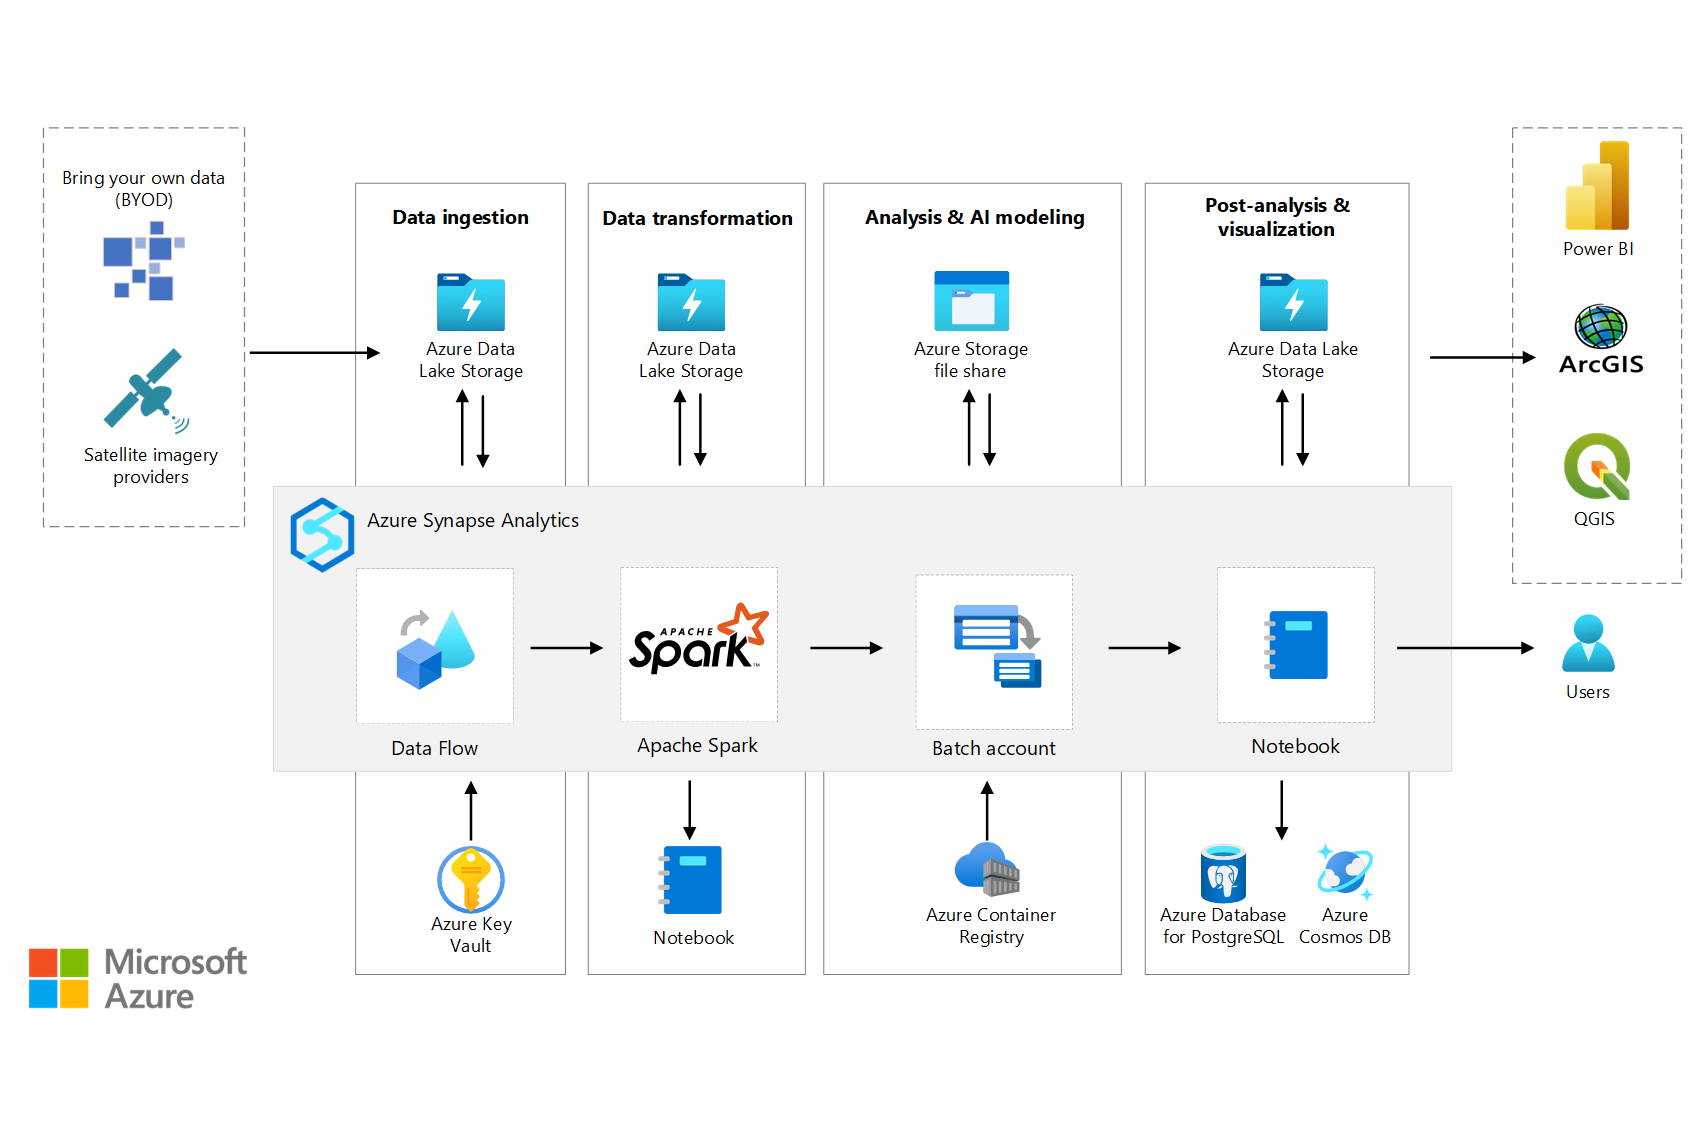 Bring your own data
(BYOD)
Satellite imagery
providers
Data ingestion
Azure Data
Lake Storage
Data transformation
Azure Data
Lake Storage
Analysis & AI modeling
Azure Storage
file share
Post-analysis &
visualization
Azure Data Lake
Storage
Power BI
ArcGIS
QGIS
Azure Synapse Analytics
Data Flow
APACHE
Spark™
Apache Spark
Batch account
Notebook
Users
Azure Key
Vault
Notebook
Azure Container
Registry
Azure Database
for PostgreSQL
Azure
Cosmos DB
Microsoft
Azure